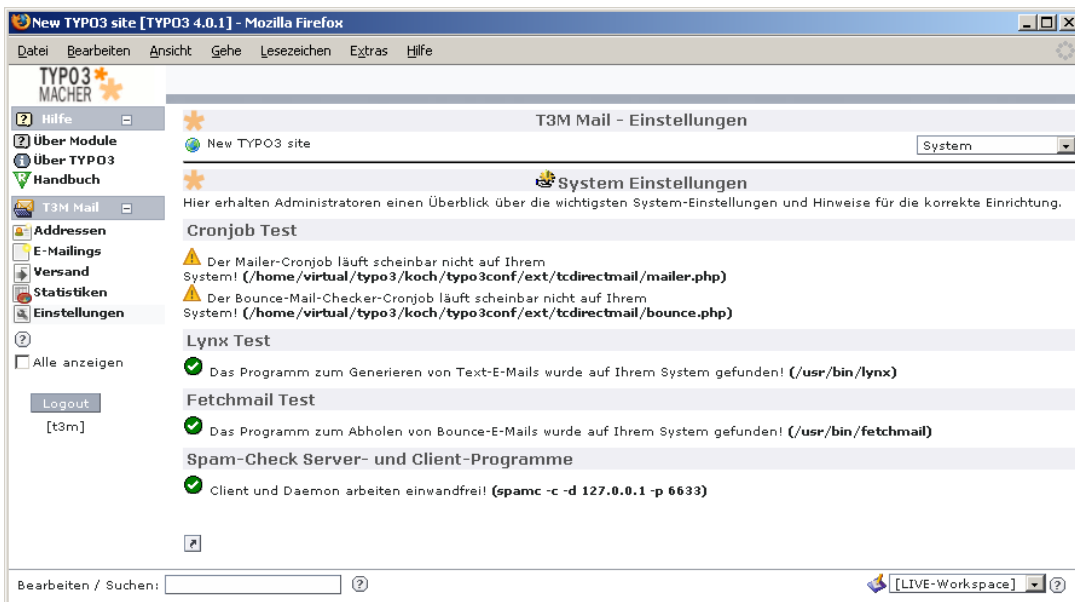 New TYPO3 site [TYPO3 4.0.1] - Mozilla Firefox
Datei Bearbeiten Ansicht Gehe Lesezeichen Extras Hilfe
TYPO3
MACHER
Hilfe
Über Module
Über TYPO3
Handbuch
T3M Mail
Addressen
E-Mailings
Versand
Statistiken
Einstellungen
Alle anzeigen
Logout
[t3m]
T3M Mail - Einstellungen
New TYPO3 site
System
System Einstellungen
Hier erhalten Administratoren einen Überblick über die wichtigsten System-Einstellungen und Hinweise für die korrekte Einrichtung.
Cronjob Test
Der Mailer-Cronjob läuft scheinbar nicht auf Ihrem
System! (/home/virtual/typo3/koch/typo3conf/ext/tcdirectmail/mailer.php)
Der Bounce-Mail-Checker-Cronjob läuft scheinbar nicht auf Ihrem
System! (/home/virtual/typo3/koch/typo3conf/ext/tcdirectmail/bounce.php)
Lynx Test
Das Programm zum Generieren von Text-E-Mails wurde auf Ihrem System gefunden! (/usr/bin/lynx)
Fetchmail Test
Das Programm zum Abholen von Bounce-E-Mails wurde auf Ihrem System gefunden! (/usr/bin/fetchmail)
Spam-Check Server- und Client-Programme
Client und Daemon arbeiten einwandfrei! (spamc -c -d 127.0.0.1 -p 6633)
Bearbeiten / Suchen:
[LIVE-Workspace]